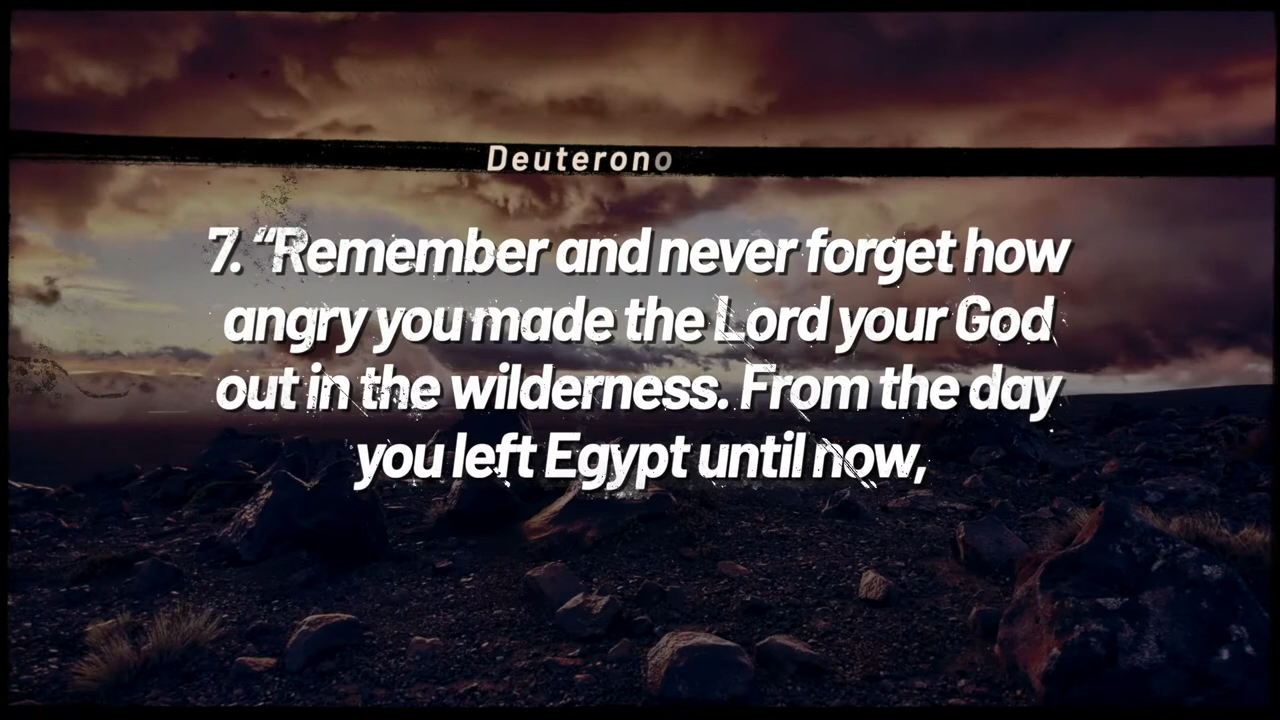 Deuterono
7. “Remember and never forget how
angry you made the Lord your God
out in the wilderness. From the day
you left Egypt until now,